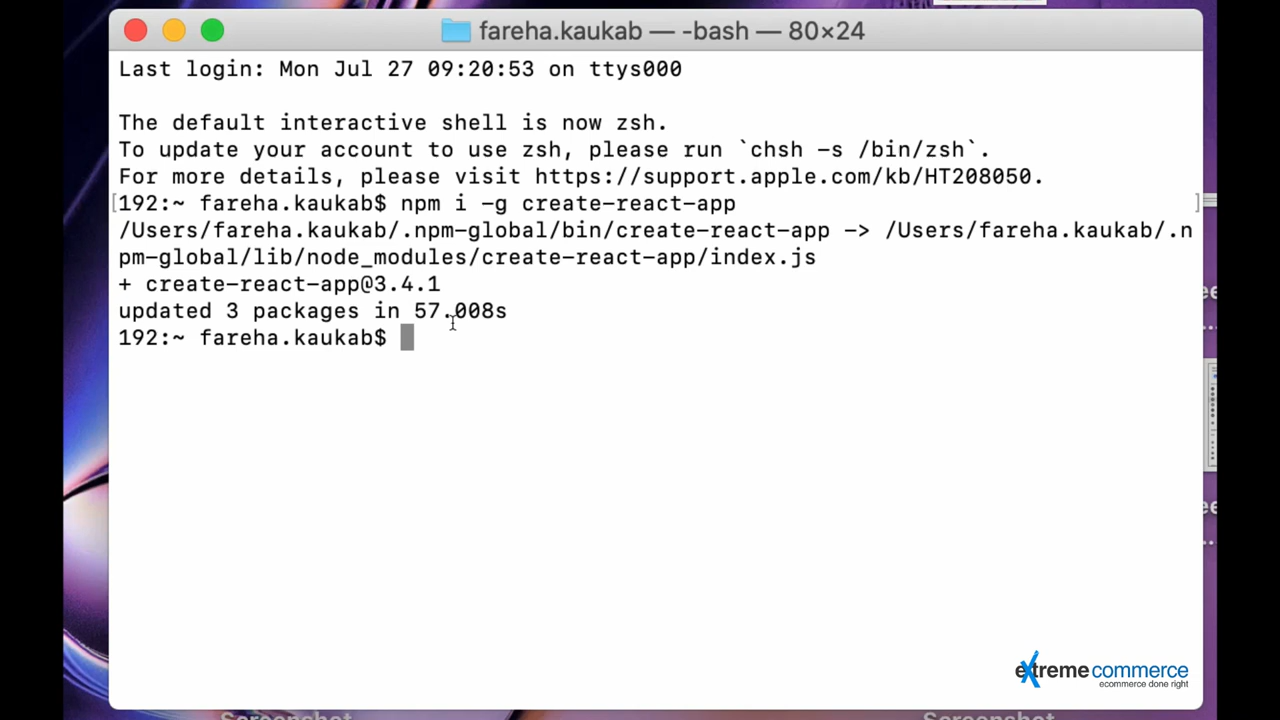 fareha.kaukab — -bash — 80×24
Last login: Mon Jul 27 09:20:53 on ttys000
The default interactive shell is now zsh.
To update your account to use zsh, please run `chsh -s /bin/zsh`.
For more details, please visit https://support.apple.com/kb/HT208050.
[192:~ fareha.kaukab$ npm i -g create-react-app ]
/Users/fareha.kaukab/.npm-global/bin/create-react-app -> /Users/fareha.kaukab/.n
pm-global/lib/node_modules/create-react-app/index.js
+ create-react-app@3.4.1
updated 3 packages in 57.008s
192:~ fareha.kaukab$
extreme commerce
ecommerce done right
Screenshot Screenshot